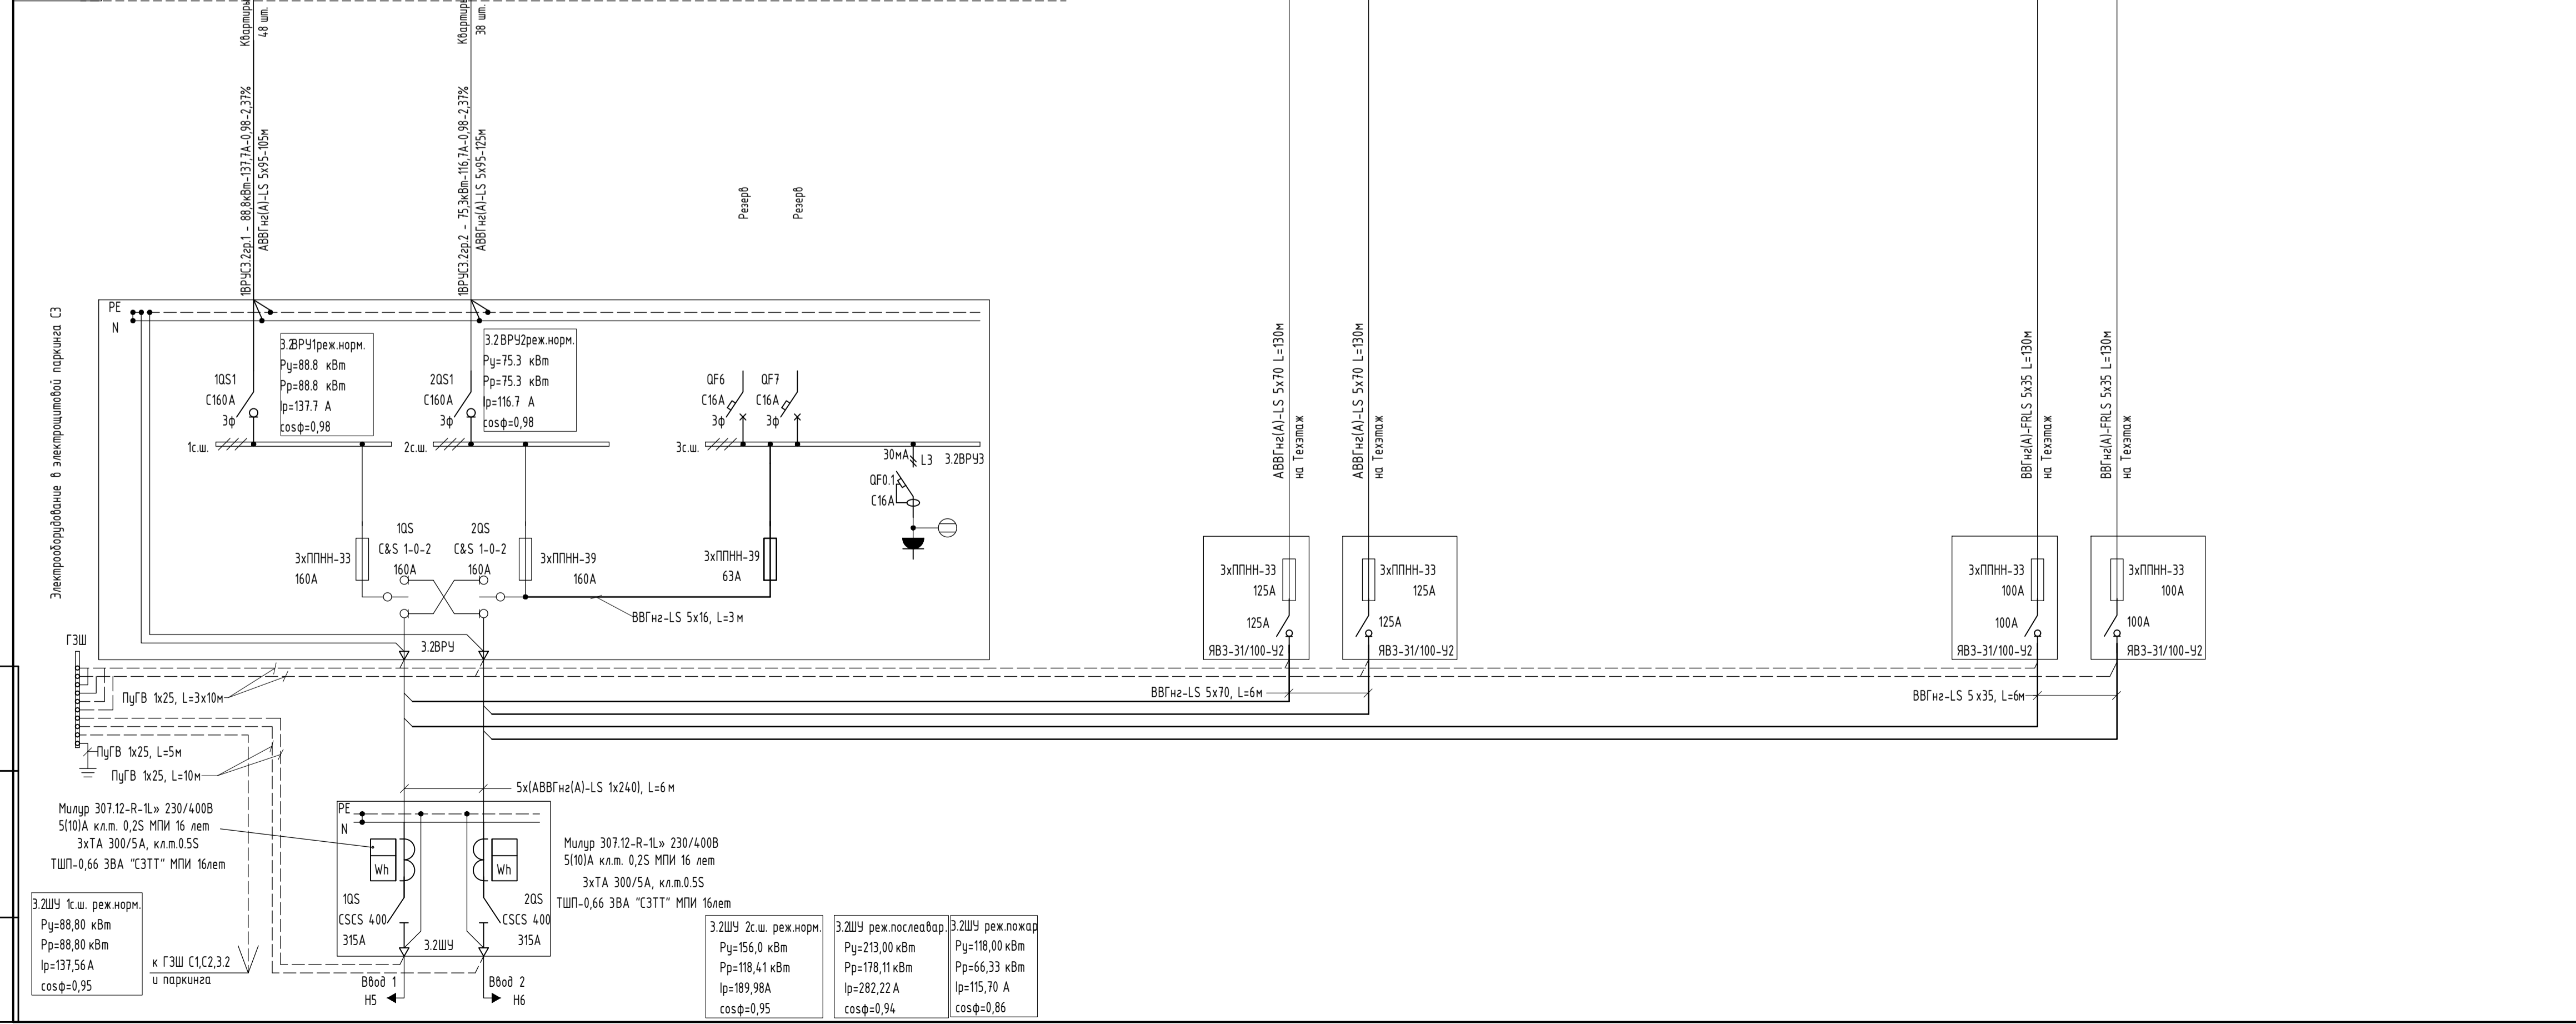 Квартиры
48 шт.
Квартиры
38 шт.
1ВРУС3.2гр.1 - 88,8кВт-137,7А-0,98-2,37%
АВВГнг(А)-LS 5х95-105м
1ВРУС3.2гр.2 - 75,3кВт-116,7А-0,98-2,37%
АВВГнг(А)-LS 5х95-125м
Резерв
Резерв
Электрооборудование в электрощитовой паркинга С3
PE
N
3.2ВРУ1реж.норм.
Ру=88.8 кВт
Рр=88.8 кВт
Iр=137.7 А
cosφ=0,98
3.2 ВРУ2реж.норм.
Ру=75.3 кВт
Рр=75.3 кВт
Iр=116.7 А
cosφ=0,98
1QS1
С160А
3ф
2QS1
С160А
3ф
QF6
С16А
3ф
QF7
С16А
3ф
1с.ш.
2с.ш.
3с.ш.
30мА
L3
3.2ВРУ3
QF0.1
С16А
1QS
C&S 1-0-2
160А
2QS
C&S 1-0-2
160А
3хППНН-33
160А
3хППНН-39
160А
3хППНН-39
63А
ВВГнг-LS 5х16, L=3м
3.2ВРУ
АВВГнг(А)-LS 5х70 L=130м
на Техэтаж
АВВГнг(А)-LS 5х70 L=130м
на Техэтаж
ВВГнг(А)-FRLS 5х35 L=130м
на Техэтаж
ВВГнг(А)-FRLS 5х35 L=130м
на Техэтаж
3хППНН-33
125А
125А
ЯВЗ-31/100-У2
3хППНН-33
125А
125А
ЯВЗ-31/100-У2
3хППНН-33
100А
100А
ЯВЗ-31/100-У2
3хППНН-33
100А
100А
ЯВЗ-31/100-У2
ГЗШ
ПуГВ 1х25, L=3х10м
ВВГнг-LS 5х70, L=6м
ВВГнг-LS 5х35, L=6м
ПуГВ 1х25, L=5м
ПуГВ 1х25, L=10м
5х(АВВГнг(А)-LS 1х240), L=6м
Милур 307.12-R-1L» 230/400В
5(10)А кл.т. 0,2S МПИ 16 лет
3хТА 300/5А, кл.т.0.5S
ТШП-0,66 ЗВА "СЗТТ" МПИ 16лет
PE
N
Wh
Wh
1QS
CSCS 400
315А
2QS
CSCS 400
315А
3.2ШУ
Милур 307.12-R-1L» 230/400В
5(10)А кл.т. 0,2S МПИ 16 лет
3хТА 300/5А, кл.т.0.5S
ТШП-0,66 ЗВА "СЗТТ" МПИ 16лет
3.2ШУ 1с.ш. реж.норм.
Ру=88,80 кВт
Рр=88,80 кВт
Iр=137,56 А
cosφ=0,95
к ГЗШ С1,С2,3.2
и паркинга
Ввод 1
Н5
Ввод 2
Н6
3.2ШУ 2с.ш. реж.норм.
Ру=156,0 кВт
Рр=118,41 кВт
Iр=189,98А
cosφ=0,95
3.2ШУ реж.послеавар.
Ру=213,00 кВт
Рр=178,11 кВт
Iр=282,22 А
cosφ=0,94
3.2ШУ реж.пожар
Ру=118,00 кВт
Рр=66,33 кВт
Iр=115,70 А
cosφ=0,86